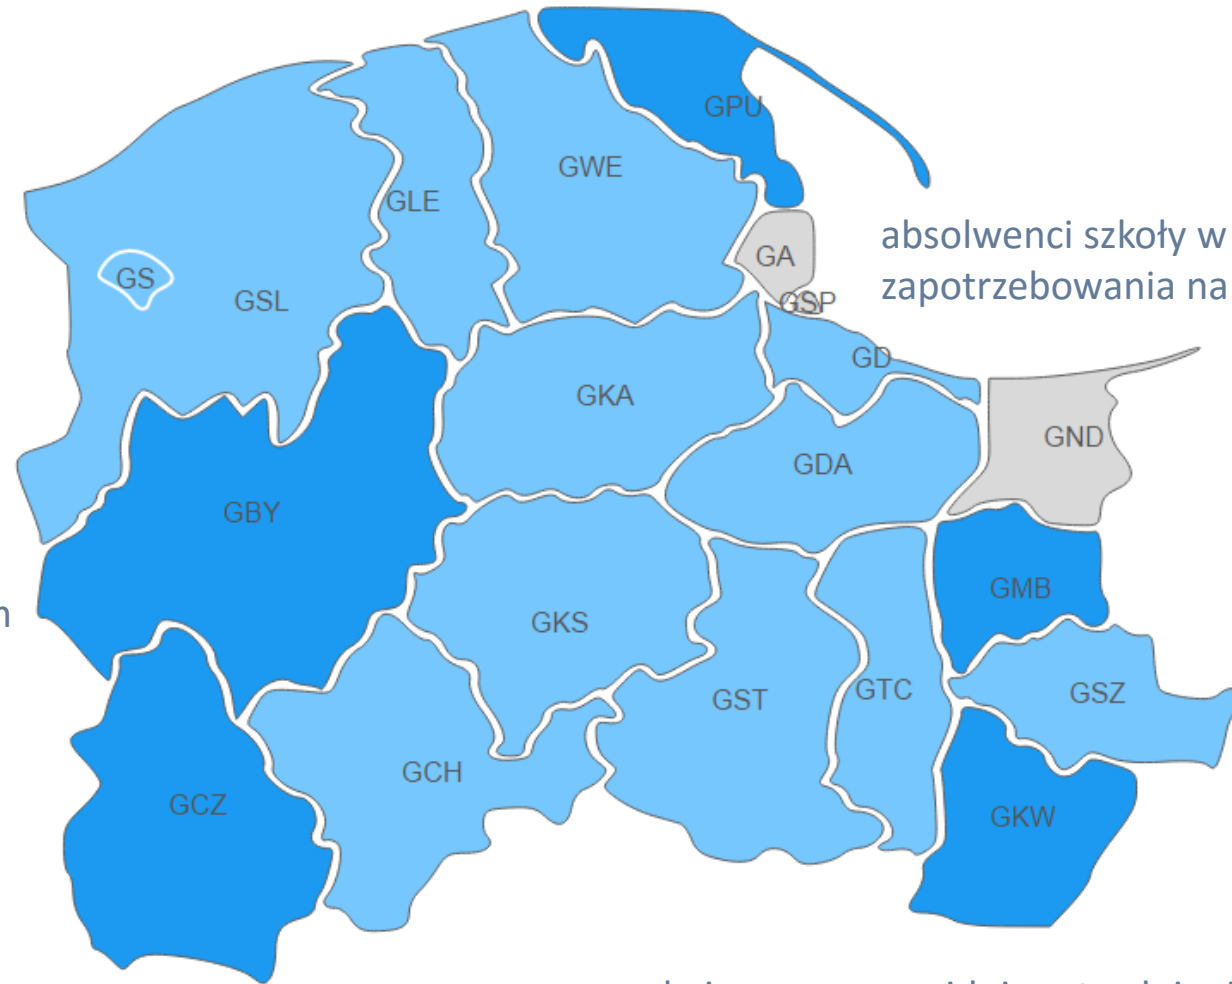 GPU
GWE
GLE
absolwenci szkoły w
GA
zapotrzebowania na
GS
GSL
GSP
GD
GKA
GND
GDA
GBY
GMB
GKS
GTC
GSZ
GST
GCH
GCZ
GKW